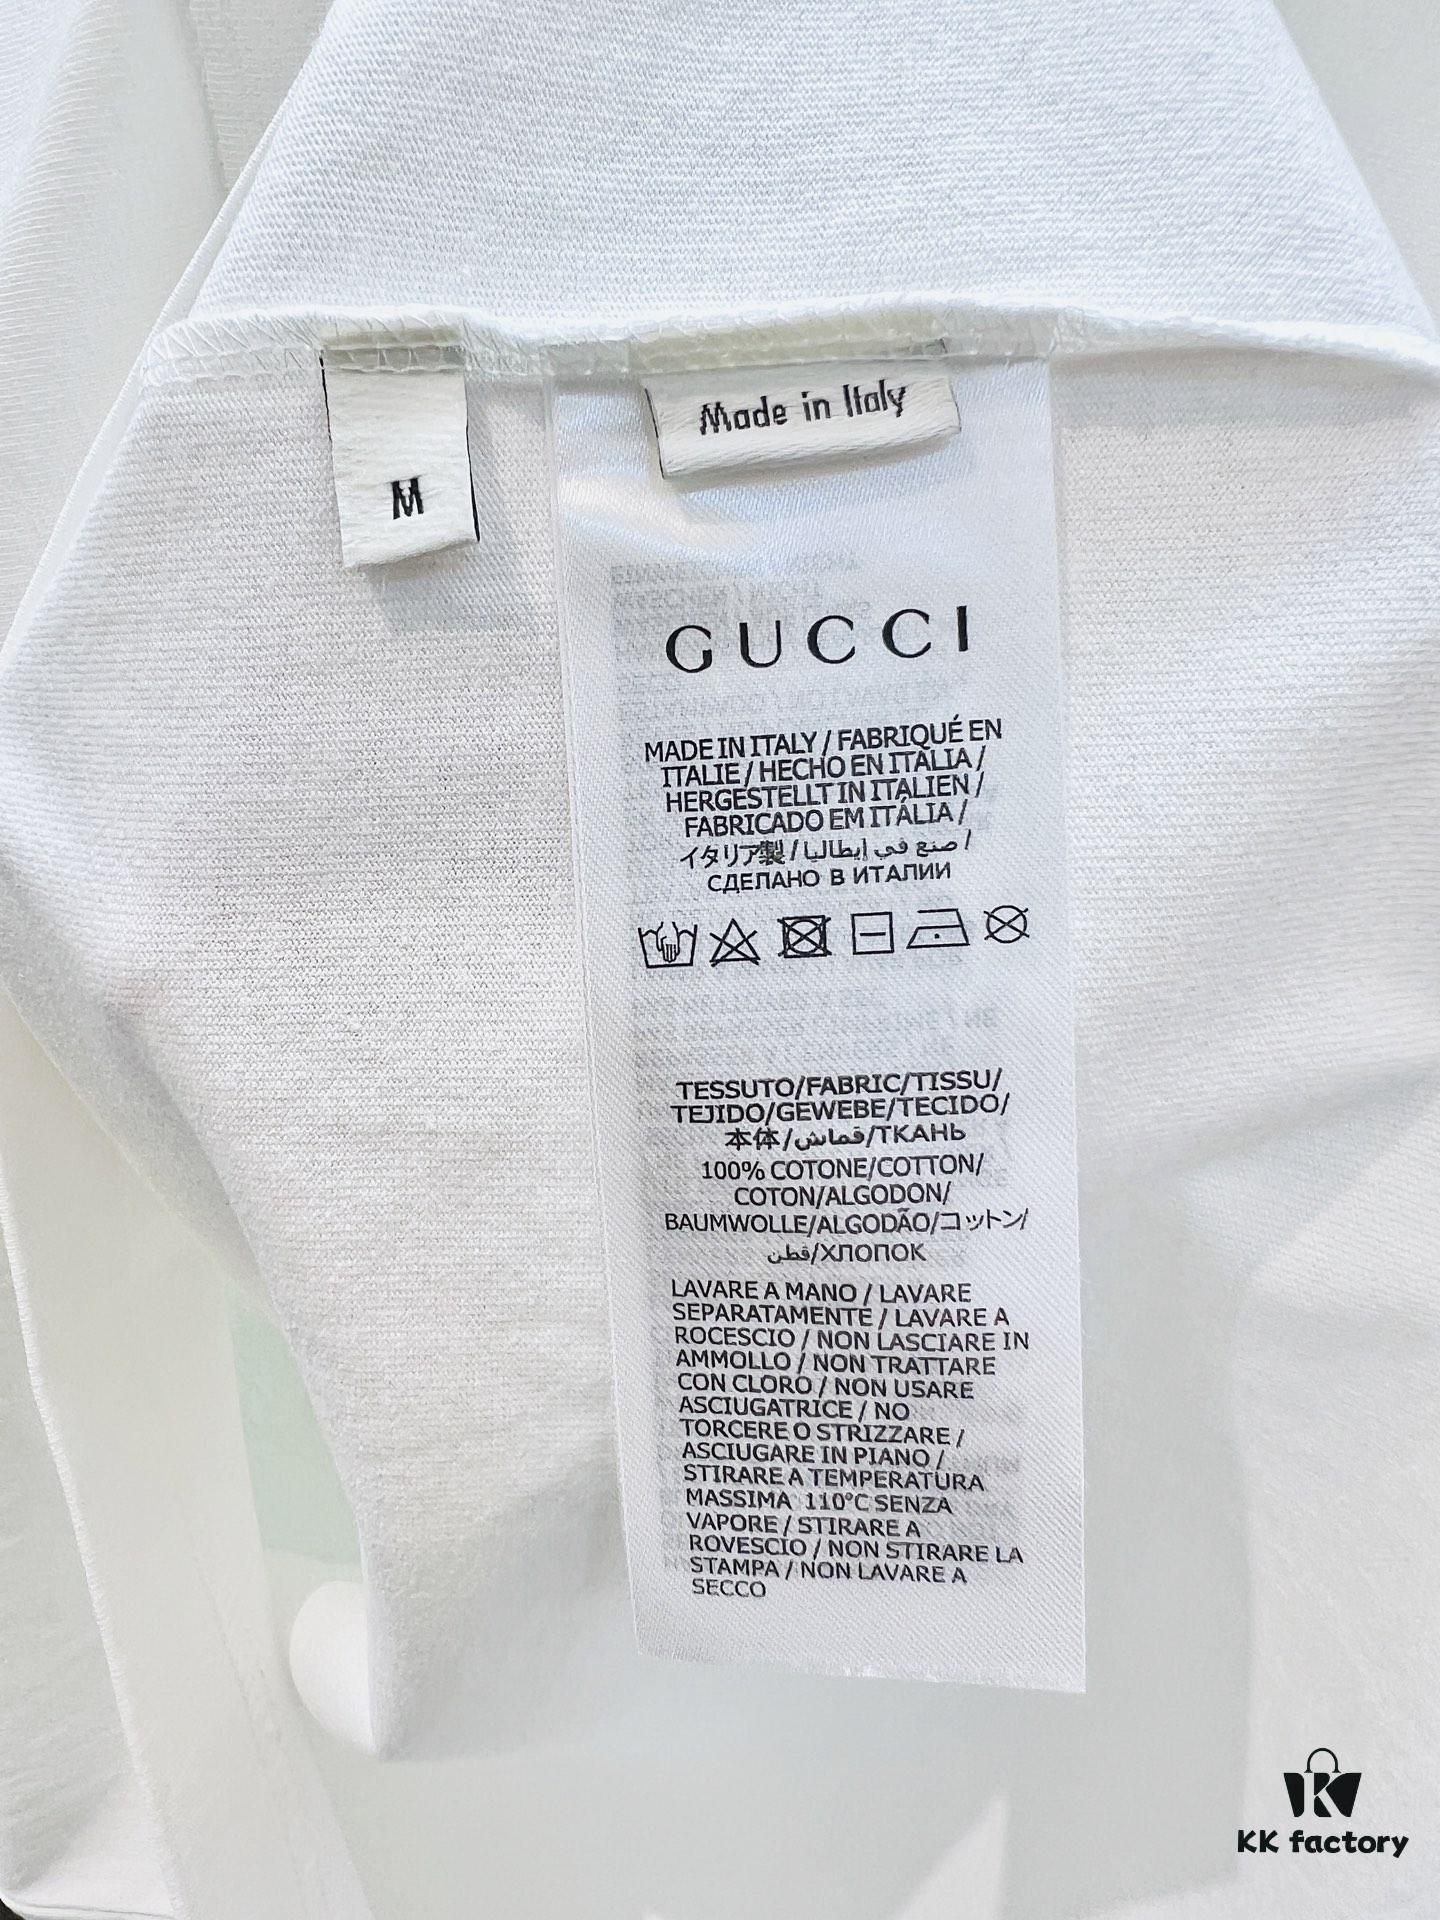 M
Made in Italy
GUCCI
MADE IN ITALY / FABRIQUÉ EN
ITALIE / HECHO EN ITALIA /
HERGESTELLT IN ITALIEN /
FABRICADO EM ITÁLIA /
イタリア製 / صنع في إيطاليا /
СДЕЛАНО В ИТАЛИИ
TESSUTO/FABRIC/TISSU/
TEJIDO/GEWEBE/TECIDO/
本体/قماش/ТКАНЬ
100% COTONE/COTTON/
COTON/ALGODON/
BAUMWOLLE/ALGODÃO/コットン/
قطن/ХЛОПОК
LAVARE A MANO / LAVARE
SEPARATAMENTE / LAVARE A
ROCESCIO / NON LASCIARE IN
AMMOLLO / NON TRATTARE
CON CLORO / NON USARE
ASCIUGATRICE / NO
TORCERE O STRIZZARE /
ASCIUGARE IN PIANO /
STIRARE A TEMPERATURA
MASSIMA 110°C SENZA
VAPORE / STIRARE A
ROVESCIO / NON STIRARE LA
STAMPA / NON LAVARE A
SECCO
KK factory